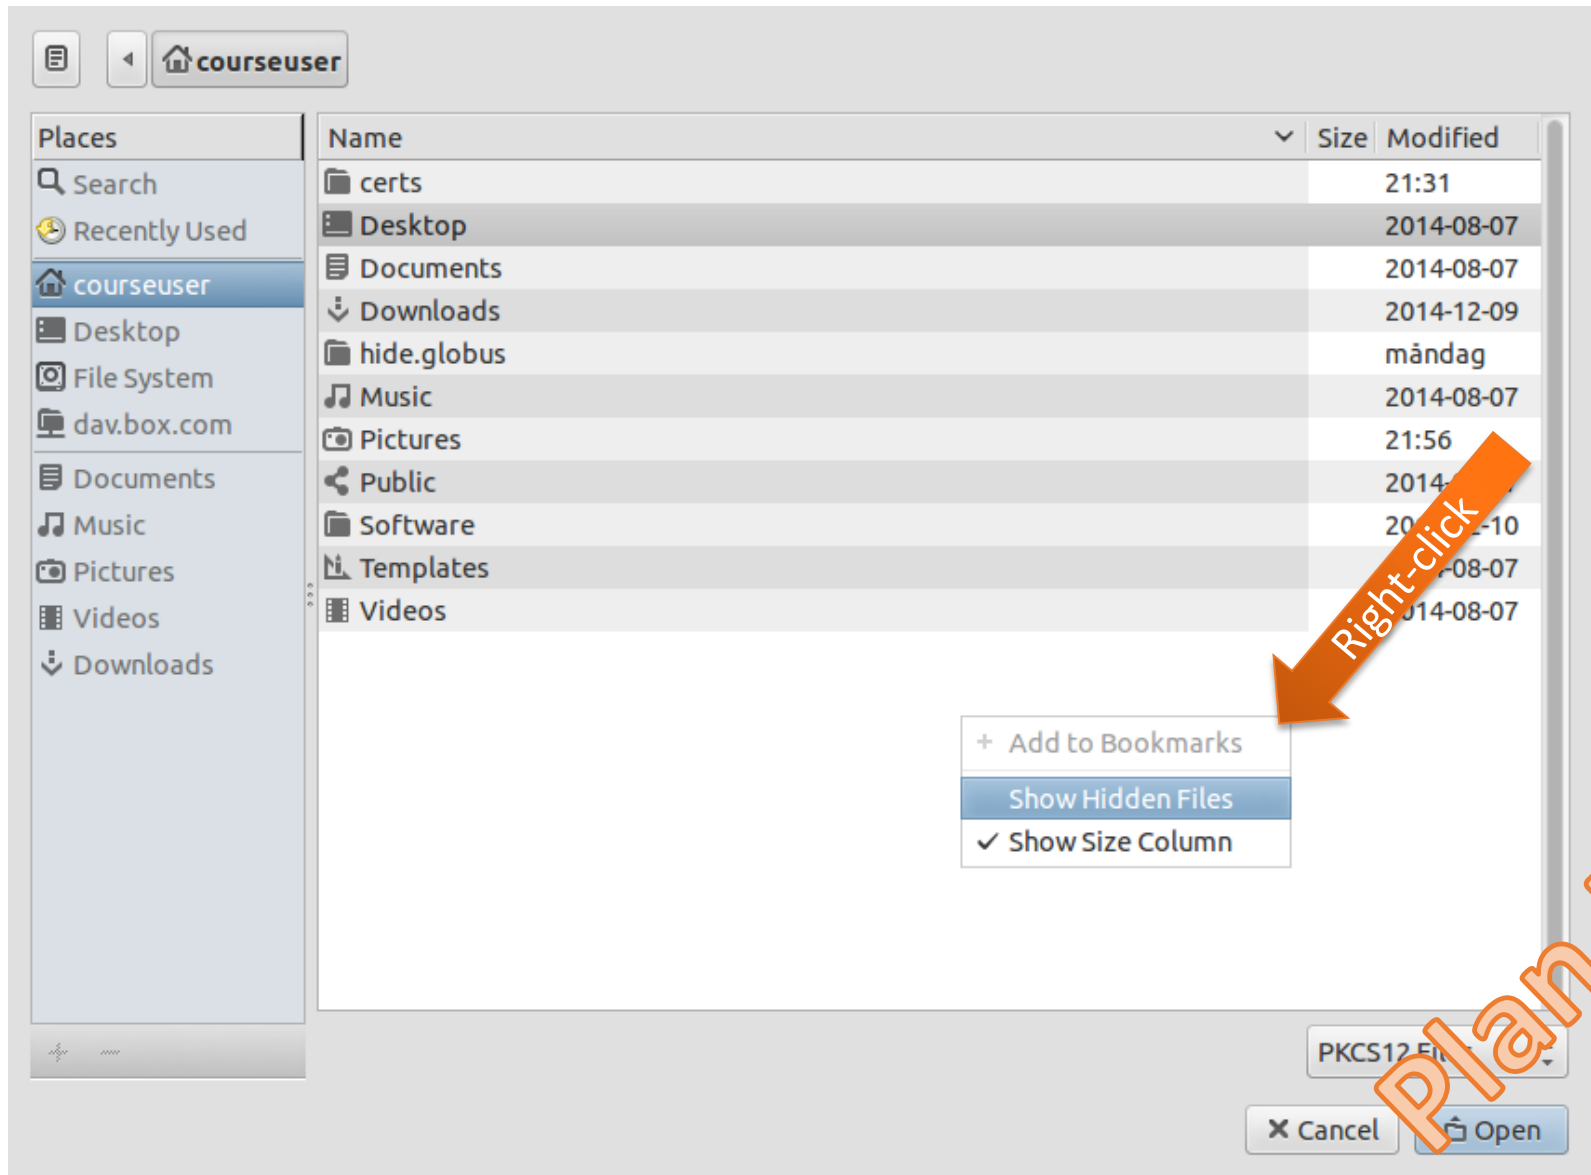 courseuser
Places
Search
Recently Used
courseuser
Desktop
File System
dav.box.com
Documents
Music
Pictures
Videos
Downloads
Name Size Modified
certs 21:31
Desktop 2014-08-07
Documents 2014-08-07
Downloads 2014-12-09
hide.globus måndag
Music 2014-08-07
Pictures 21:56
Public
Software
Templates
Videos
Right-click
Add to Bookmarks
Show Hidden Files
Show Size Column
PKCS12
Cancel Open
Plan